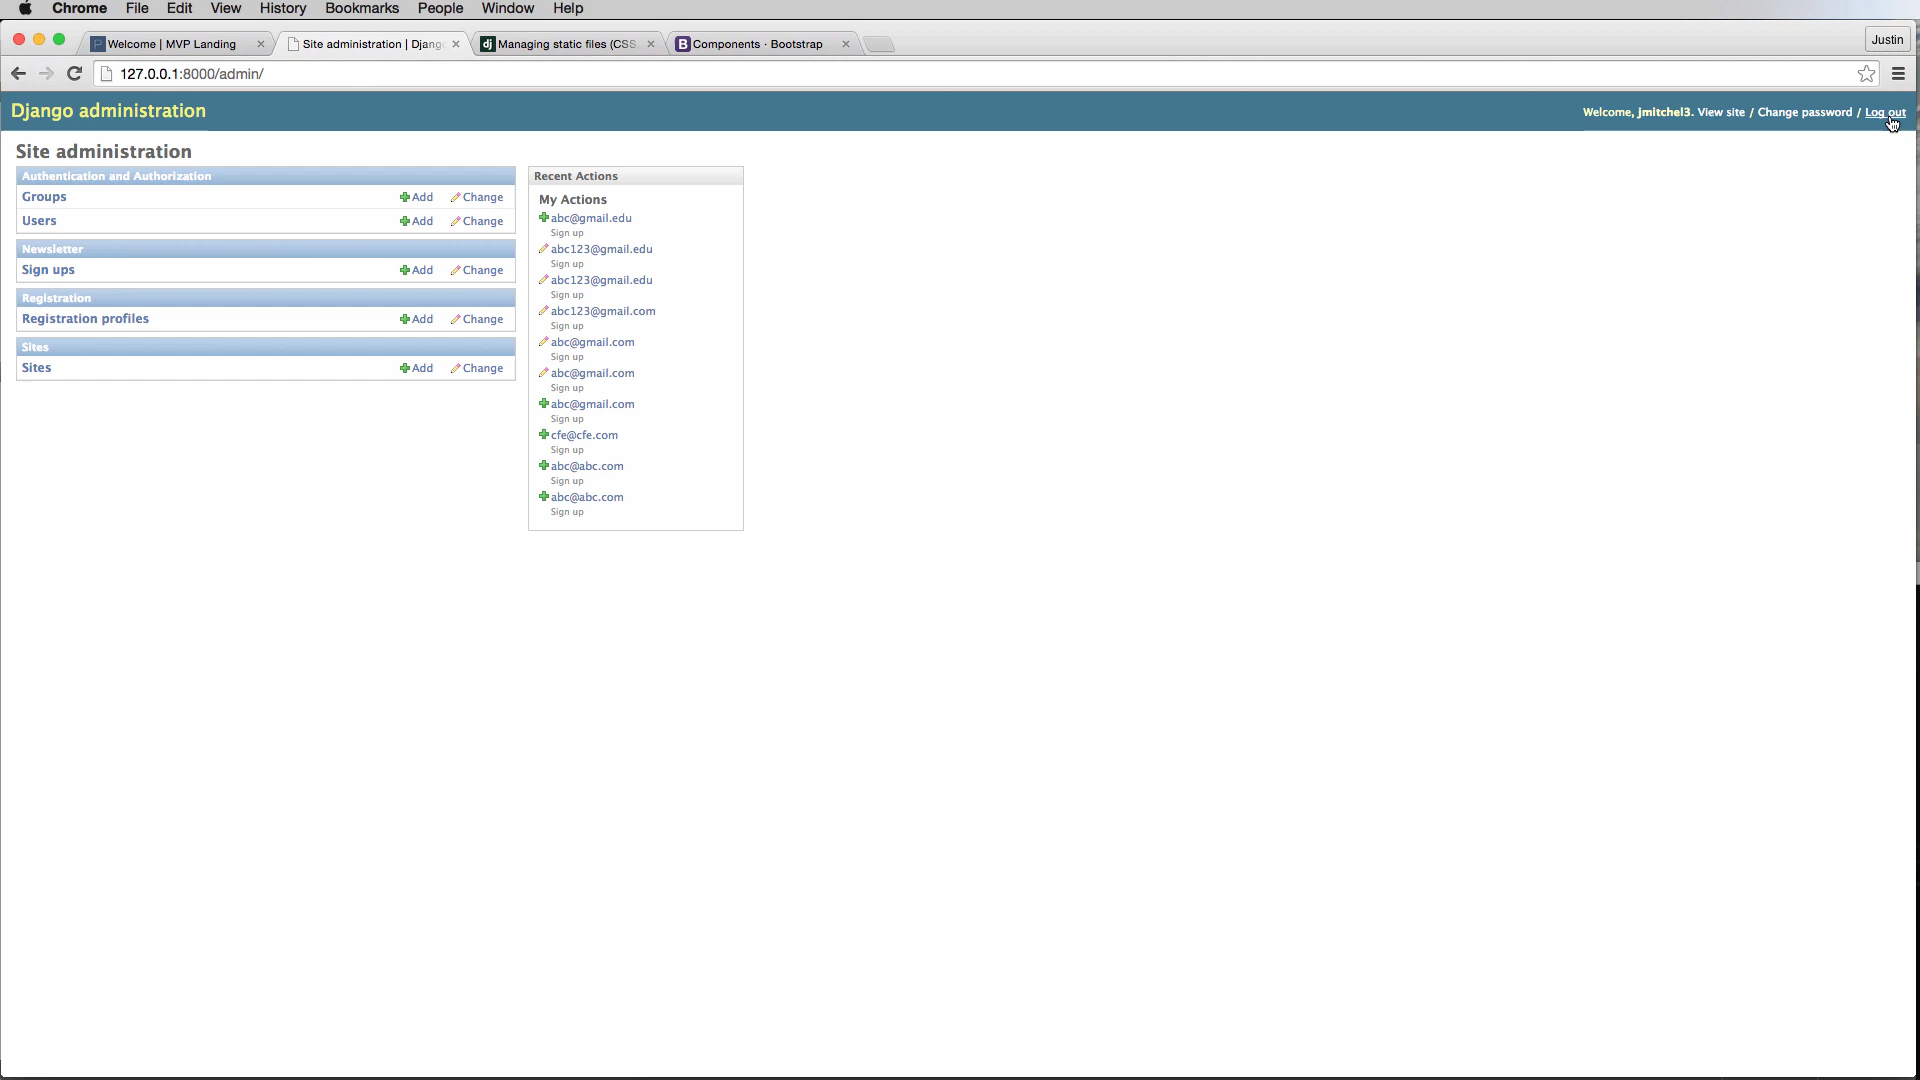 Chrome File Edit View History Bookmarks People Window Help
Welcome | MVP Landing
Site administration | Djang
Managing static files (CSS
Components · Bootstrap
Justin
127.0.0.1:8000/admin/
Django administration
Welcome, jmitchel3. View site / Change password / Log out
Site administration
Authentication and Authorization
Groups Add Change
Users Add Change
Newsletter
Sign ups Add Change
Registration
Registration profiles Add Change
Sites
Sites Add Change
Recent Actions
My Actions
abc@gmail.edu
Sign up
abc123@gmail.edu
Sign up
abc123@gmail.edu
Sign up
abc123@gmail.com
Sign up
abc@gmail.com
Sign up
abc@gmail.com
Sign up
abc@gmail.com
Sign up
cfe@cfe.com
Sign up
abc@abc.com
Sign up
abc@abc.com
Sign up